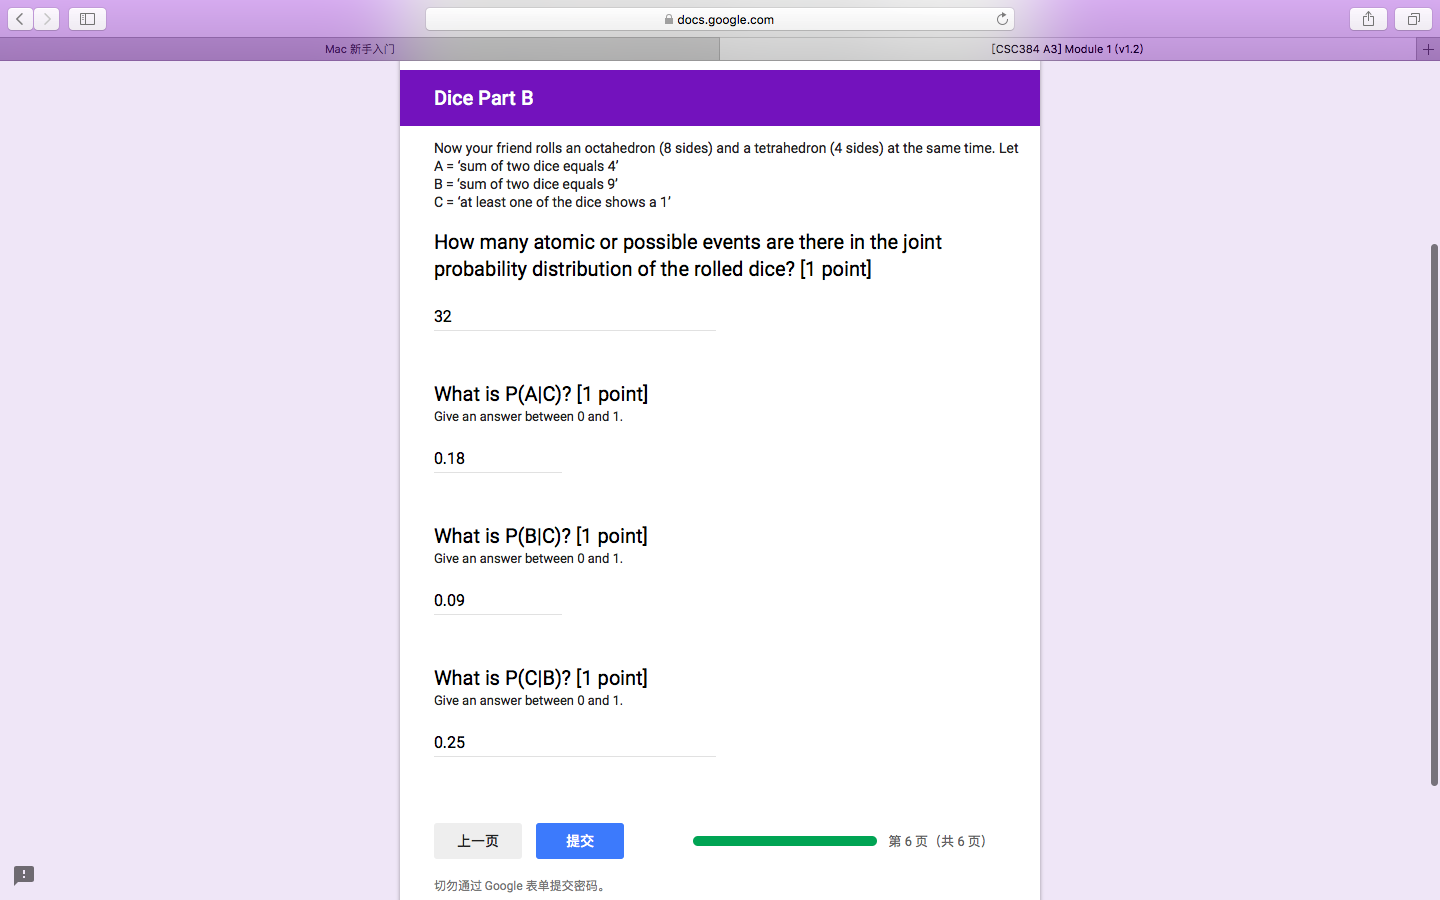 docs.google.com
Mac 新手入门
[CSC384 A3] Module 1 (v1.2)
Dice Part B
Now your friend rolls an octahedron (8 sides) and a tetrahedron (4 sides) at the same time. Let
A = ‘sum of two dice equals 4’
B = ‘sum of two dice equals 9’
C = ‘at least one of the dice shows a 1’
How many atomic or possible events are there in the joint
probability distribution of the rolled dice? [1 point]
32
What is P(A|C)? [1 point]
Give an answer between 0 and 1.
0.18
What is P(B|C)? [1 point]
Give an answer between 0 and 1.
0.09
What is P(C|B)? [1 point]
Give an answer between 0 and 1.
0.25
上一页
提交
第 6 页（共 6 页）
切勿通过 Google 表单提交密码。